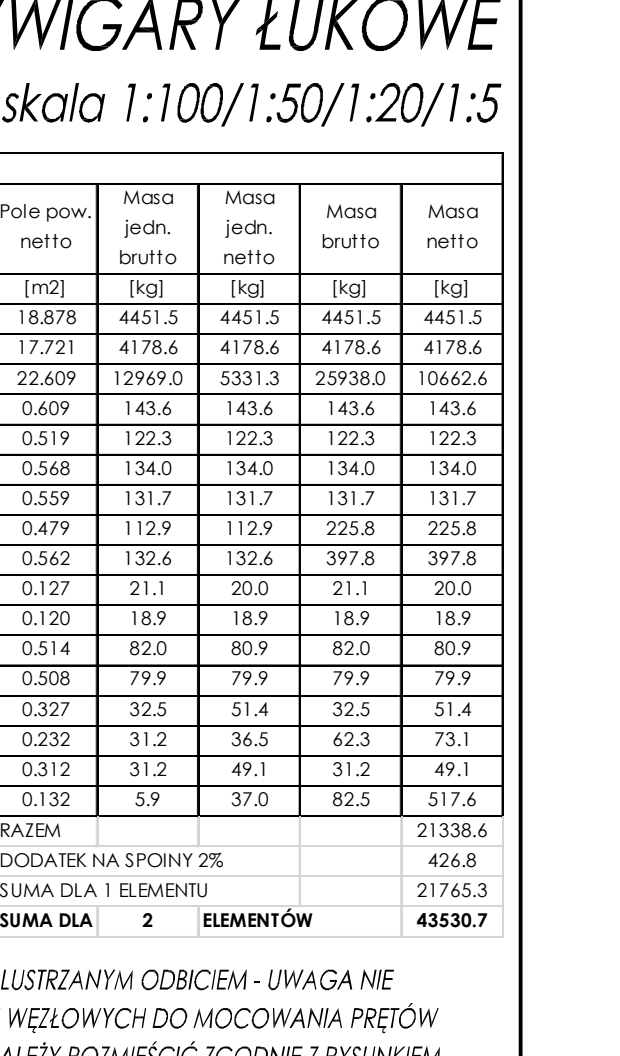 DŹWIGARY ŁUKOWE
skala 1:100/1:50/1:20/1:5
Pole pow. netto Masa jedn. brutto Masa jedn. netto Masa brutto Masa netto
[m2] [kg] [kg] [kg] [kg]
18.878 4451.5 4451.5 4451.5 4451.5
17.721 4178.6 4178.6 4178.6 4178.6
22.609 12969.0 5331.3 25938.0 10662.6
0.609 143.6 143.6 143.6 143.6
0.519 122.3 122.3 122.3 122.3
0.568 134.0 134.0 134.0 134.0
0.559 131.7 131.7 131.7 131.7
0.479 112.9 112.9 225.8 225.8
0.562 132.6 132.6 397.8 397.8
0.127 21.1 20.0 21.1 20.0
0.120 18.9 18.9 18.9 18.9
0.514 82.0 80.9 82.0 80.9
0.508 79.9 79.9 79.9 79.9
0.327 32.5 51.4 32.5 51.4
0.232 31.2 36.5 62.3 73.1
0.312 31.2 49.1 31.2 49.1
0.132 5.9 37.0 82.5 517.6
RAZEM 21338.6
DODATEK NA SPOINY 2% 426.8
SUMA DLA 1 ELEMENTU 21765.3
SUMA DLA 2 ELEMENTÓW 43530.7
LUSTRZANYM ODBICIEM - UWAGA NIE
WĘZŁOWYCH DO MOCOWANIA PRĘTÓW
ROZMIEŚCIĆ ZGODNIE Z RYSUNKIEM